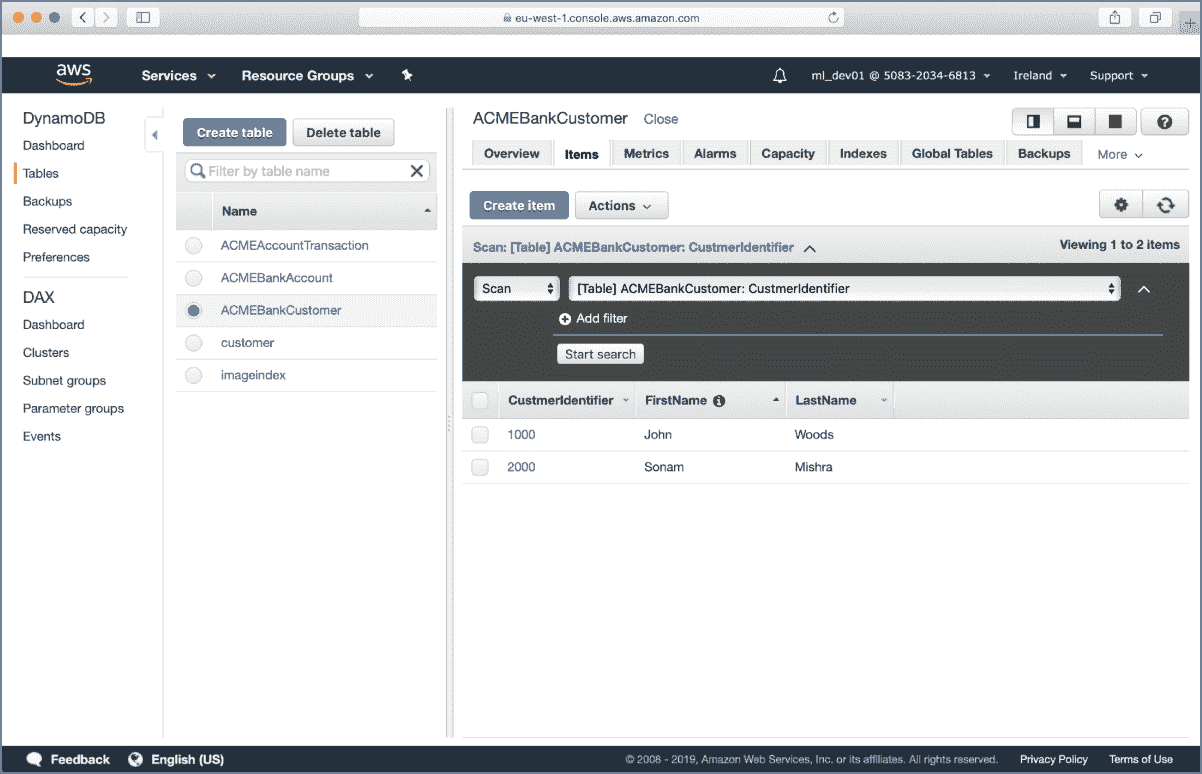 eu-west-1.console.aws.amazon.com
aws Services Resource Groups ml_dev01 @ 5083-2034-6813 Ireland Support
DynamoDB
Dashboard
Tables
Backups
Reserved capacity
Preferences
DAX
Dashboard
Clusters
Subnet groups
Parameter groups
Events
Create table Delete table
Filter by table name
Name
ACMEAccountTransaction
ACMEBankAccount
ACMEBankCustomer
customer
imageindex
ACMEBankCustomer Close
Overview Items Metrics Alarms Capacity Indexes Global Tables Backups More
Create item Actions
Scan: [Table] ACMEBankCustomer: CustmerIdentifier Viewing 1 to 2 items
Scan [Table] ACMEBankCustomer: CustmerIdentifier
Add filter
Start search
CustmerIdentifier FirstName LastName
1000 John Woods
2000 Sonam Mishra
Feedback English (US) © 2008 - 2019, Amazon Web Services, Inc. or its affiliates. All rights reserved. Privacy Policy Terms of Use